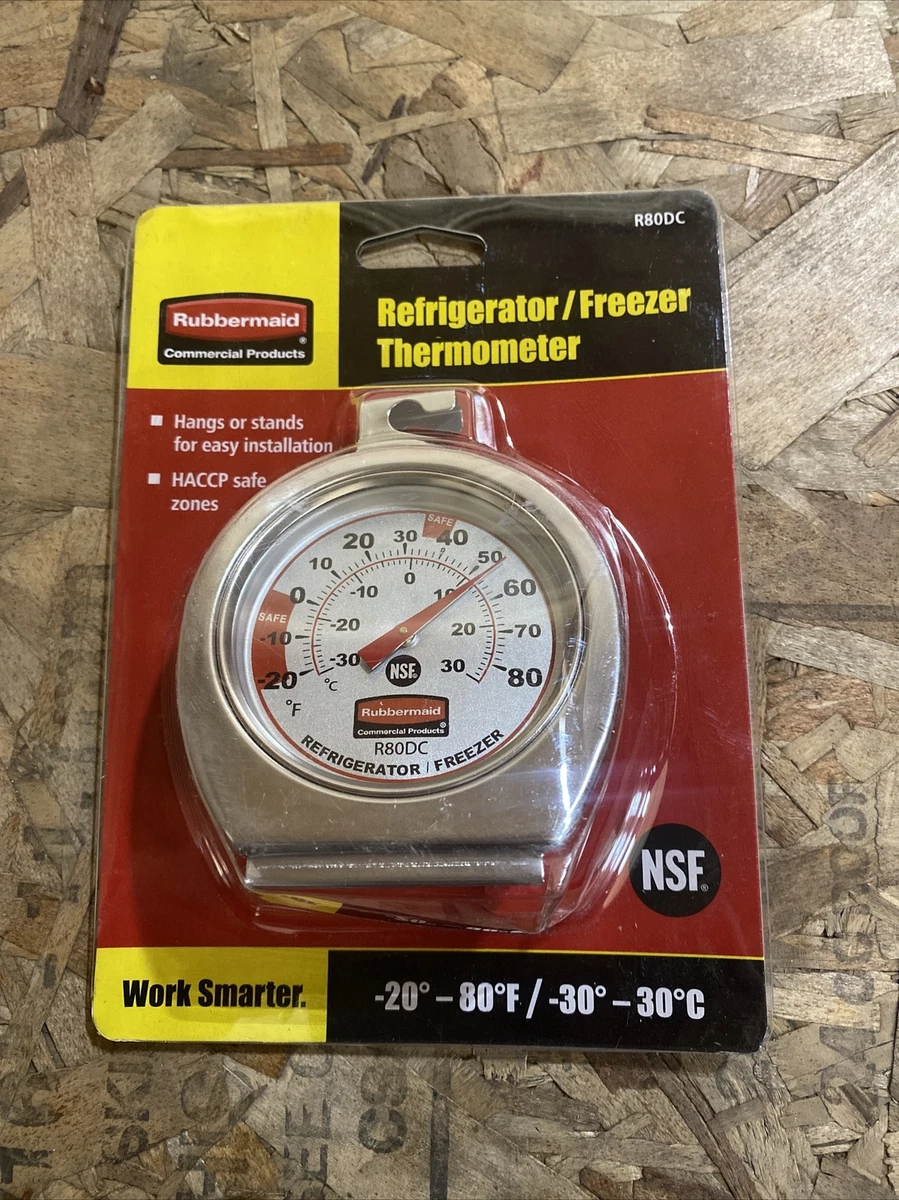 R80DC
Rubbermaid®
Commercial Products
Refrigerator/Freezer
Thermometer
Hangs or stands
for easy installation
HACCP safe
zones
SAFE
SAFE
-20
-10
0
10
20
30
40
50
60
70
80
°F
-30
-20
-10
0
10
20
30
°C
NSF®
Rubbermaid
Commercial Products®
R80DC
REFRIGERATOR / FREEZER
NSF®
Work Smarter.
-20° – 80°F / -30° – 30°C